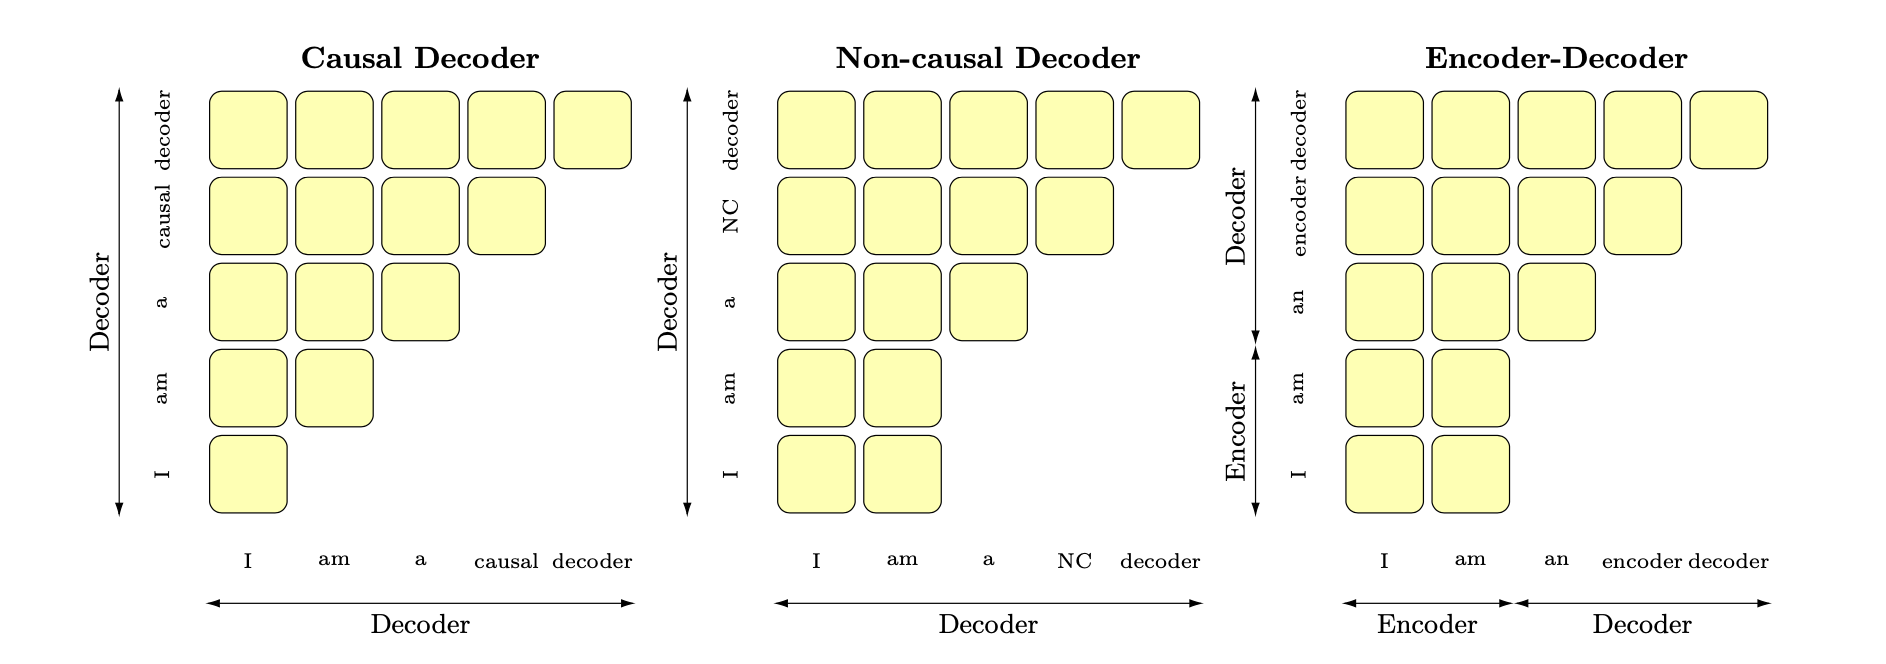 Causal Decoder
Decoder
decoder
causal
a
am
I
I am a causal decoder
Decoder
Non-causal Decoder
Decoder
decoder
NC
a
am
I
I am a NC decoder
Decoder
Encoder-Decoder
Decoder
Encoder
decoder
encoder
an
am
I
I am an encoder decoder
Encoder Decoder